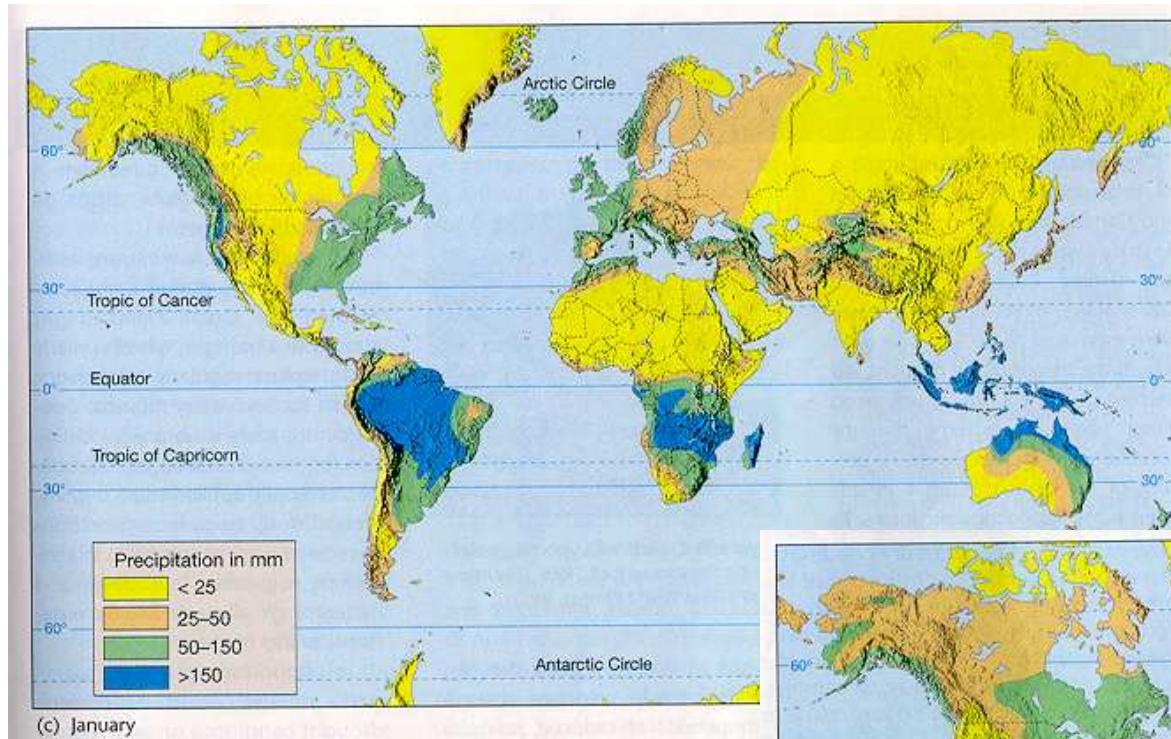 Arctic Circle
60°
60°
30°
Tropic of Cancer
30°
Equator
0°
0°
Tropic of Capricorn
30°
30°
Precipitation in mm
< 25
25–50
50–150
>150
60°
Antarctic Circle
60°
(c) January